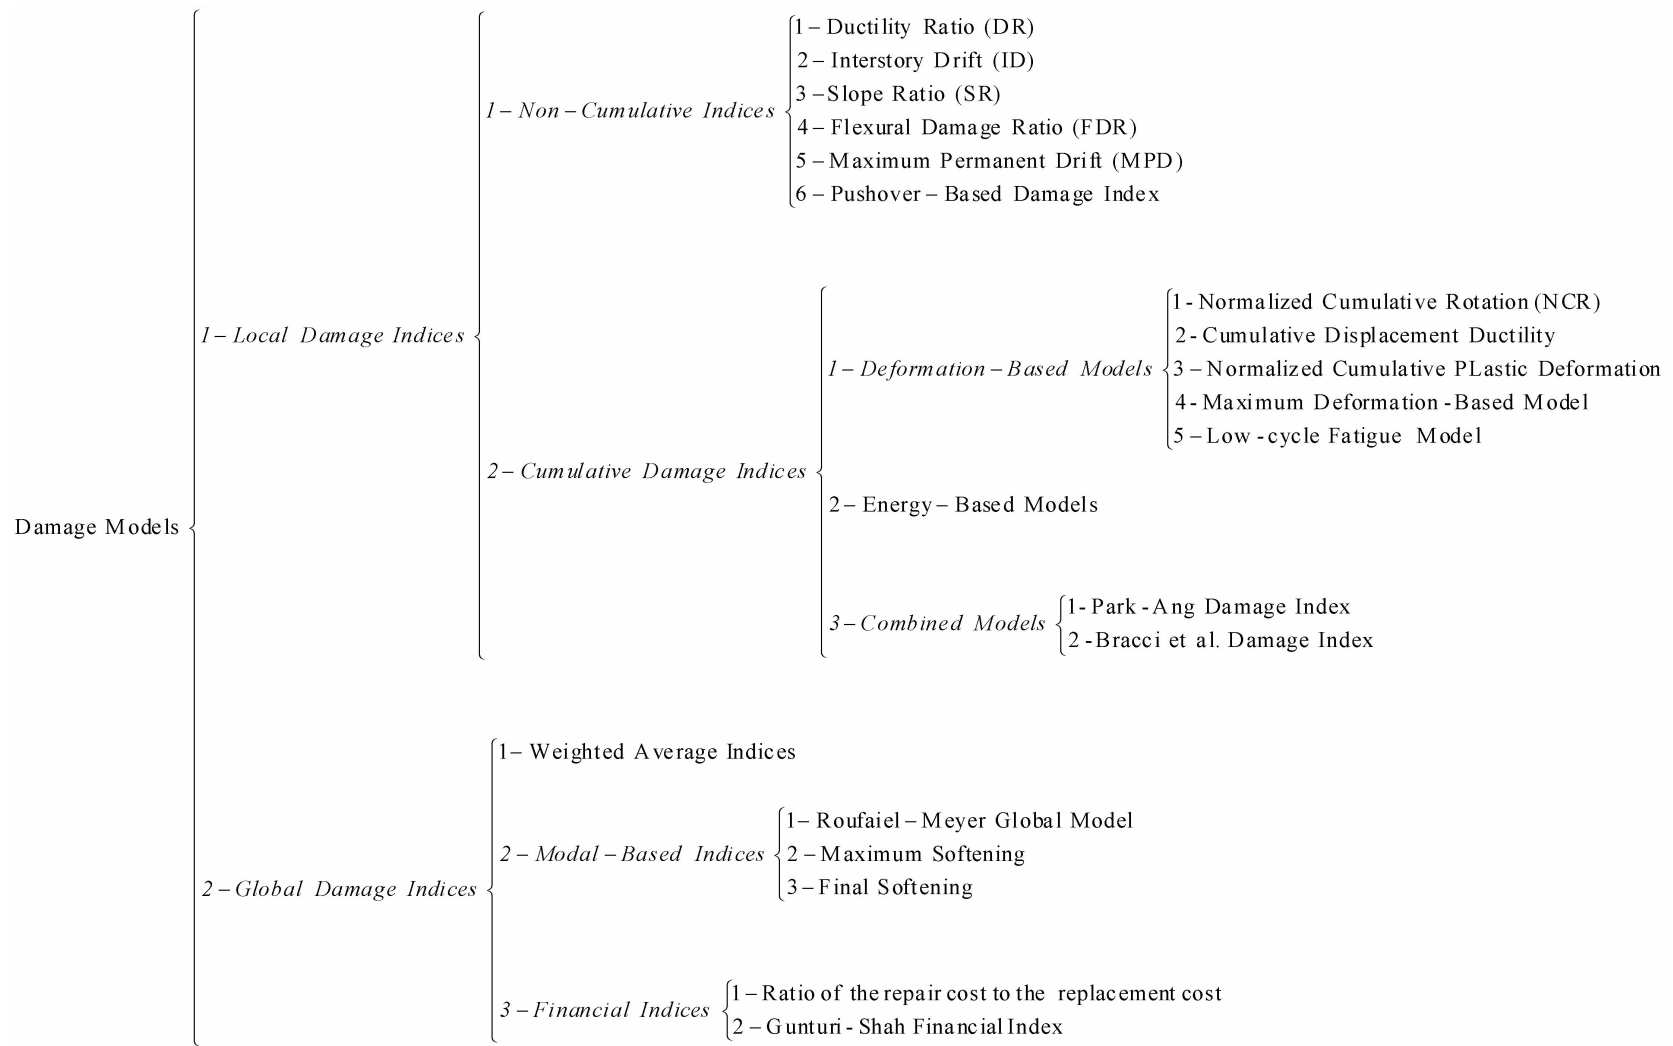 Damage Models
1– Local Damage Indices
1– Non – Cumulative Indices
1– Ductility Ratio (DR)
2– Interstory Drift (ID)
3 –Slope Ratio (SR)
4– Flexural Damage Ratio (FDR)
5 – Maximum Permanent Drift (MPD)
6 – Pushover – Based Damage Index
2– Cumulative Damage Indices
1– Deformation – Based Models
1- Normalized Cumulative Rotation (NCR)
2 - Cumulative Displacement Ductility
3 – Normalized Cumulative PLastic Deformation
4 - Maximum Deformation -Based Model
5 – Low -cycle Fatigue Model
2– Energy – Based Models
3– Combined Models
1- Park -Ang Damage Index
2 -Bracci et al. Damage Index
2 – Global Damage Indices
1– Weighted Average Indices
2 – Modal – Based Indices
1– Roufaiel – Meyer Global Model
2 – Maximum Softening
3 – Final Softening
3 – Financial Indices
1 – Ratio of the repair cost to the replacement cost
2 – Gunturi - Shah Financial Index